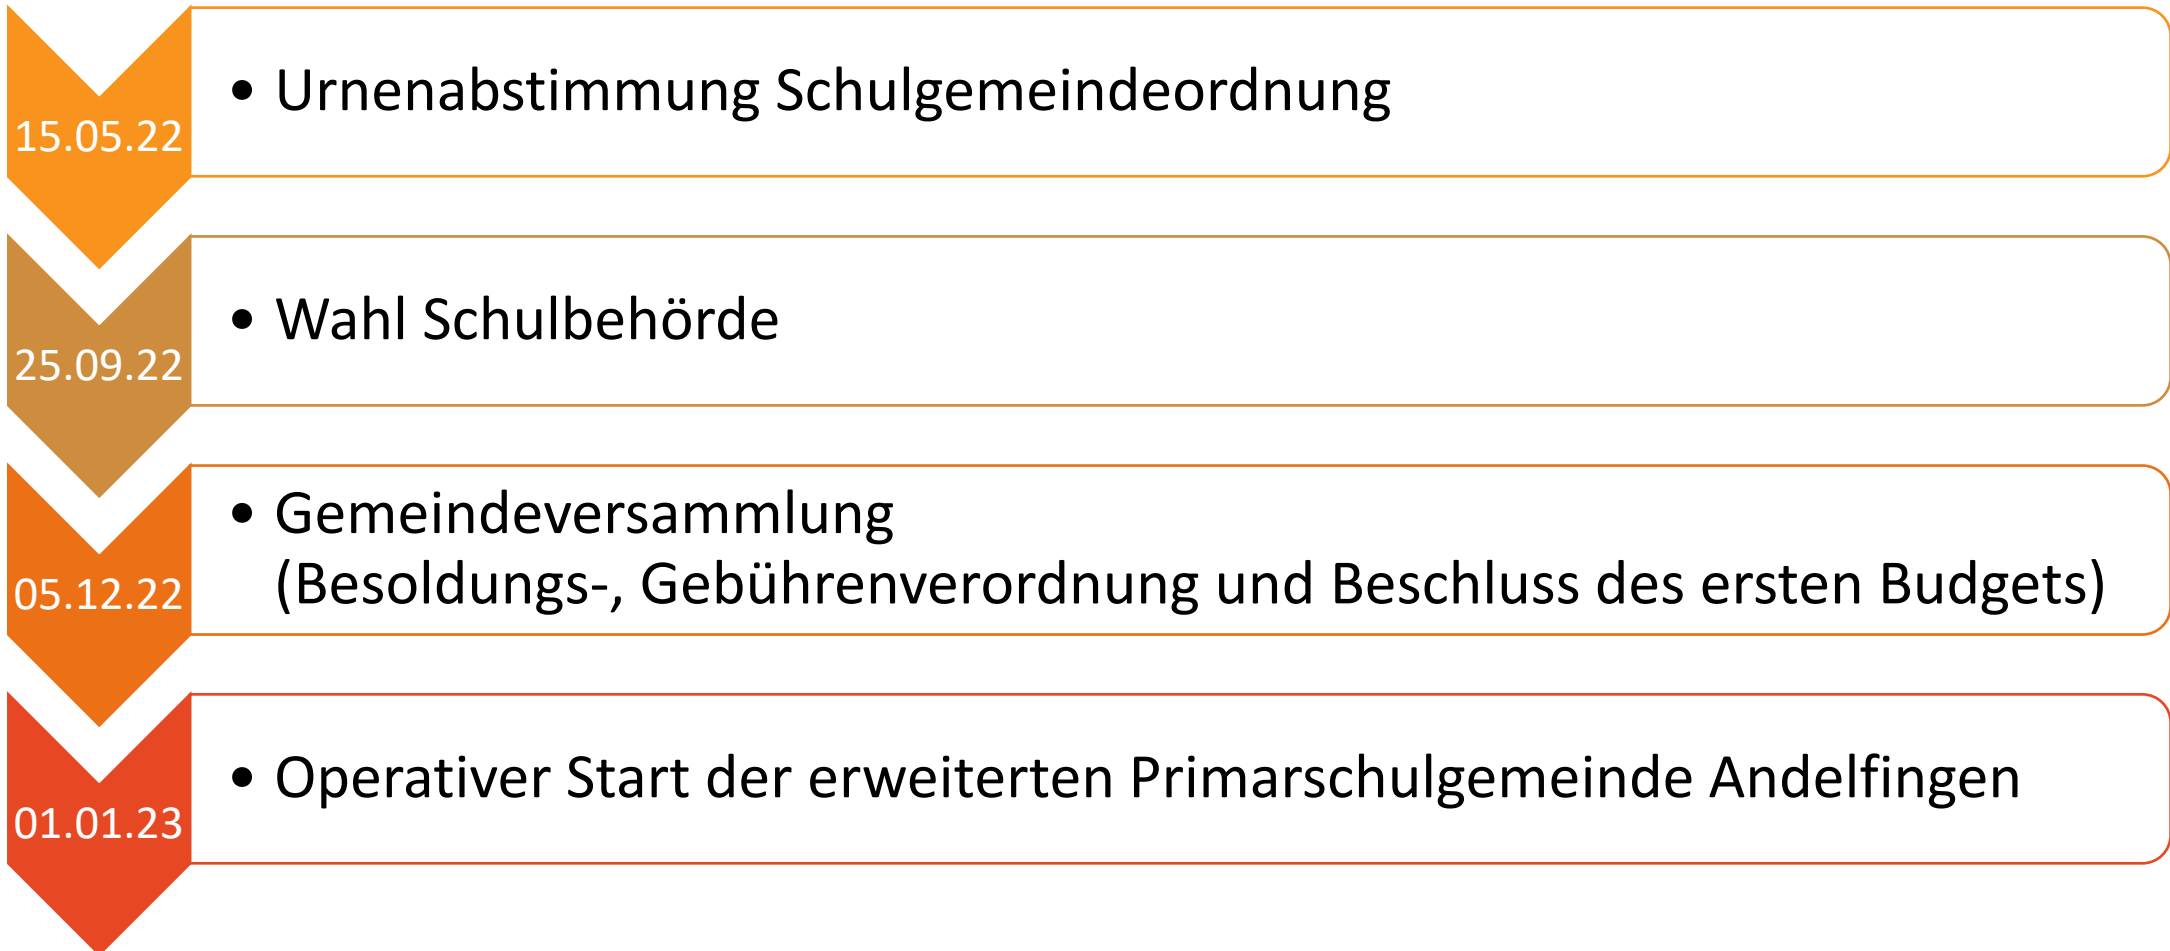 15.05.22
• Urnenabstimmung Schulgemeindeordnung
25.09.22
• Wahl Schulbehörde
05.12.22
• Gemeindeversammlung
(Besoldungs-, Gebührenverordnung und Beschluss des ersten Budgets)
01.01.23
• Operativer Start der erweiterten Primarschulgemeinde Andelfingen